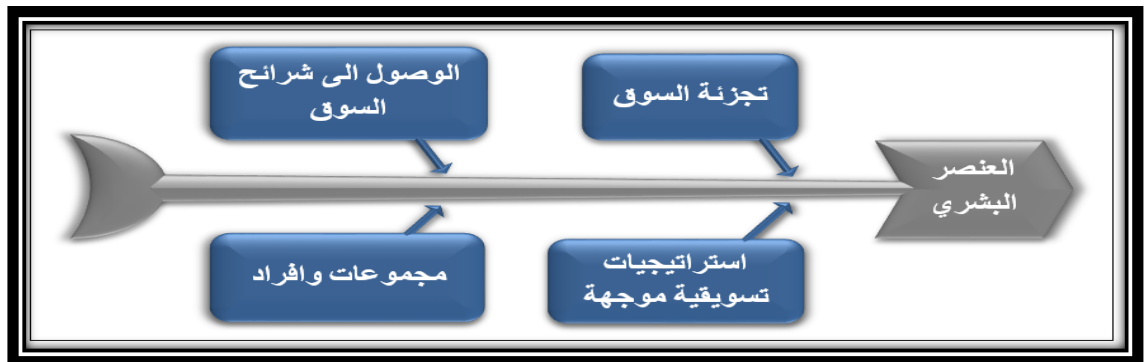 تجزئة السوق
الوصول الى شرائح
السوق
العنصر
البشري
استراتيجيات
تسويقية موجهة
مجموعات وافراد